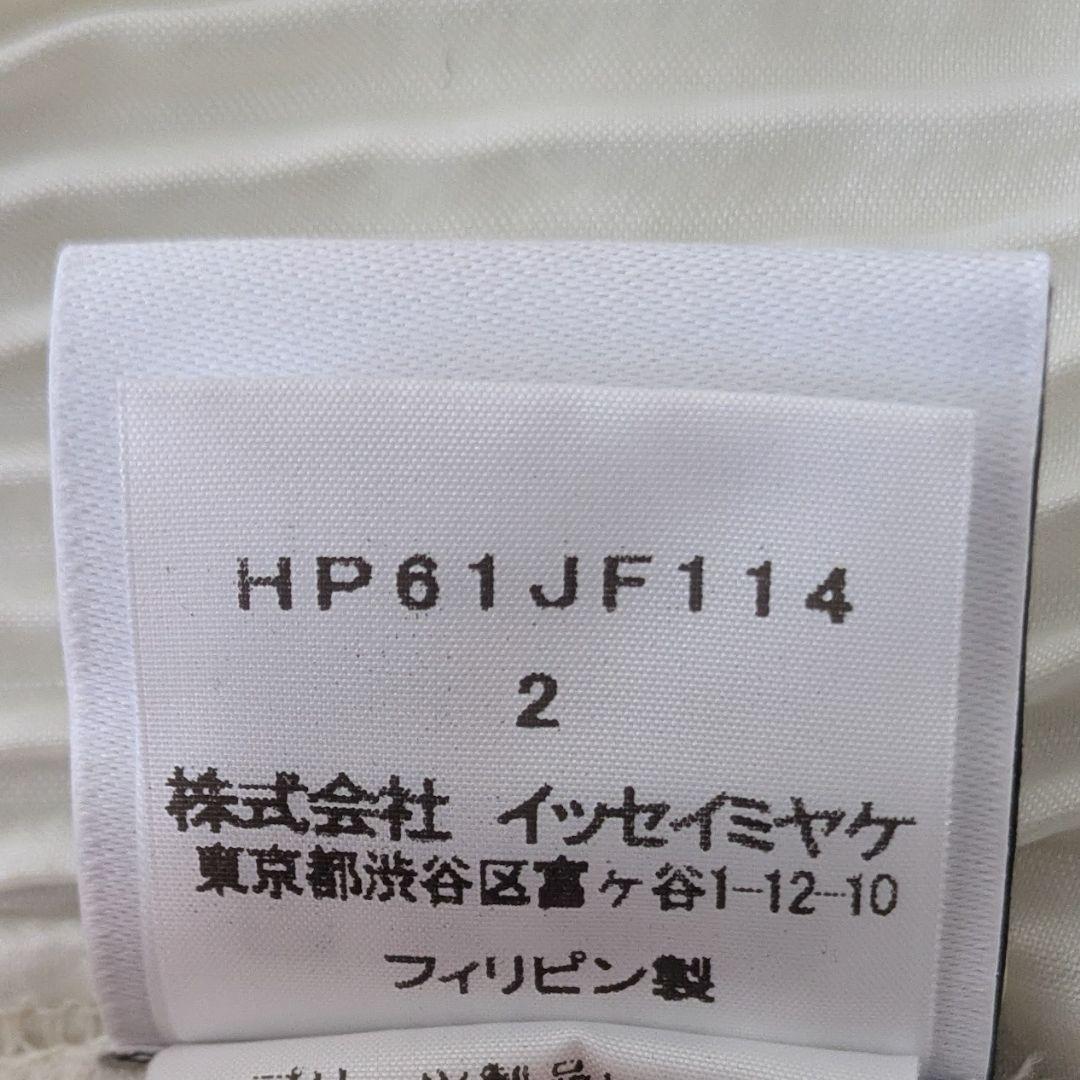 HP61JF114
2
株式会社 イッセイミヤケ
東京都渋谷区富ヶ谷1-12-10
フィリピン製